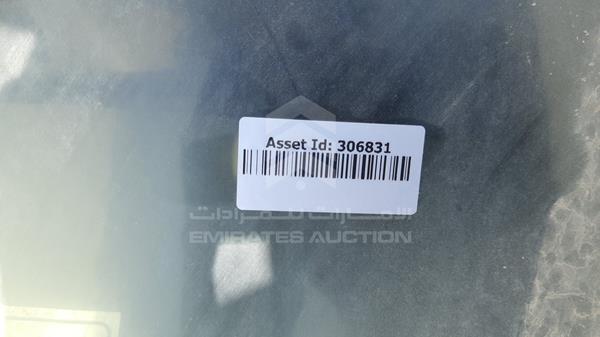 Asset Id: 306831
الإمارات للمزادات
EMIRATES AUCTION